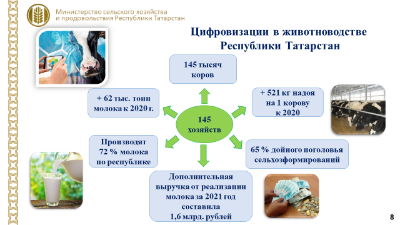 Министерство сельского хозяйства
и продовольствия Республики Татарстан
Цифровизации в животноводстве
Республики Татарстан
145 тысяч
коров
+ 62 тыс. тонн
молока к 2020 г.
+ 521 кг надоя
на 1 корову
к 2020
145
хозяйств
Производят
72 % молока
по республике
65 % дойного поголовья
сельхозформирований
Дополнительная
выручка от реализации
молока за 2021 год
составила
1,6 млрд. рублей
8